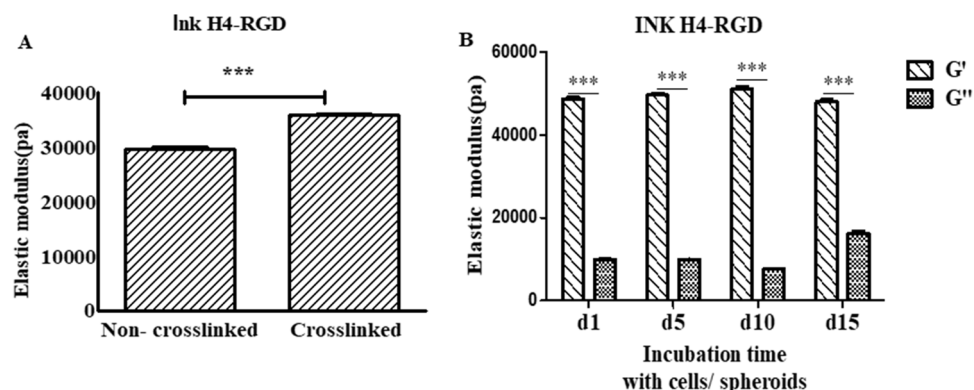 Ink H4-RGD
A
***
40000
30000
20000
10000
0
Elastic modulus(pa)
Non- crosslinked
Crosslinked
B
INK H4-RGD
60000
40000
20000
0
Elastic modulus(pa)
*** *** *** ***
G'
G''
d1 d5 d10 d15
Incubation time
with cells/ spheroids